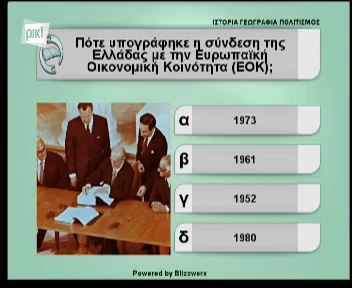 ρικ1
ΙΣΤΟΡΙΑ ΓΕΩΓΡΑΦΙΑ ΠΟΛΙΤΙΣΜΟΣ
Πότε υπογράφηκε η σύνδεση της
Ελλάδας με την Ευρωπαϊκή
Οικονομική Κοινότητα (ΕΟΚ);
α 1973
β 1961
γ 1952
δ 1980
Powered by Blizzwerx